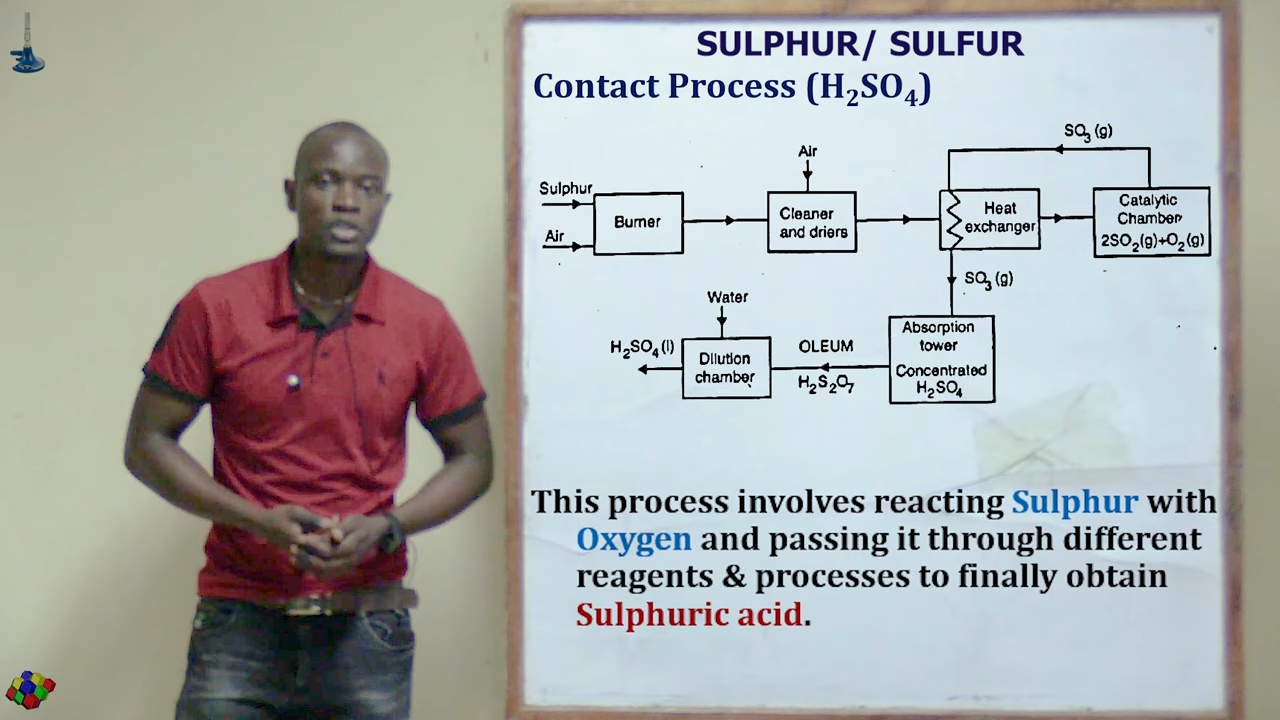 SULPHUR/ SULFUR
Contact Process (H₂SO₄)
SO₃ (g)
Air
Sulphur
Air
Burner
Cleaner
and driers
Heat
exchanger
Catalytic
Chamber
2SO₂(g)+O₂(g)
SO₃ (g)
Water
H₂SO₄(l)
Dilution
chamber
OLEUM
H₂S₂O₇
Absorption
tower
Concentrated
H₂SO₄
This process involves reacting Sulphur with
Oxygen and passing it through different
reagents & processes to finally obtain
Sulphuric acid.